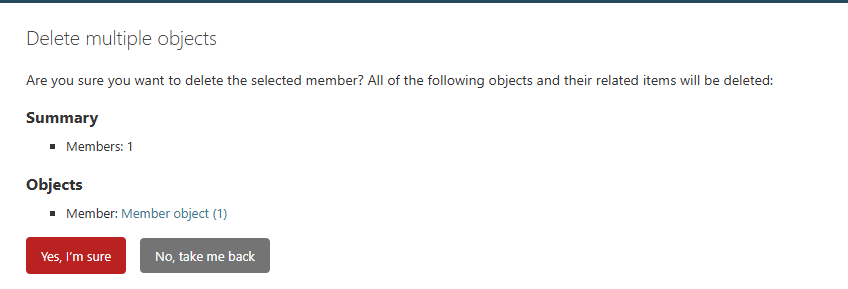 Delete multiple objects
Are you sure you want to delete the selected member? All of the following objects and their related items will be deleted:
Summary
Members: 1
Objects
Member: Member object (1)
Yes, I'm sure
No, take me back